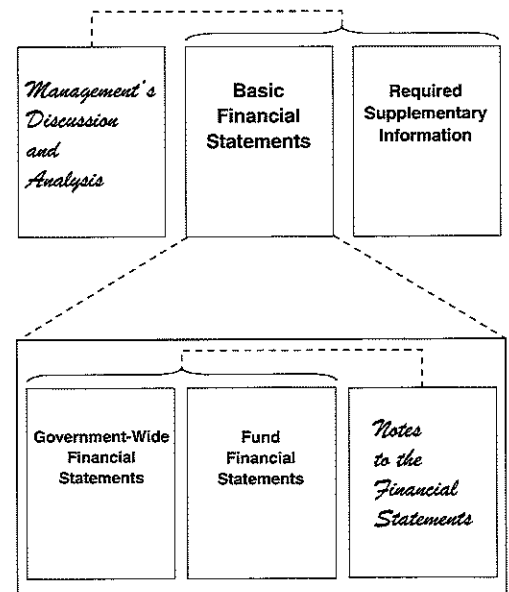 Management's
Discussion
and
Analysis
Basic
Financial
Statements
Required
Supplementary
Information
Government-Wide
Financial
Statements
Fund
Financial
Statements
Notes
to the
Financial
Statements